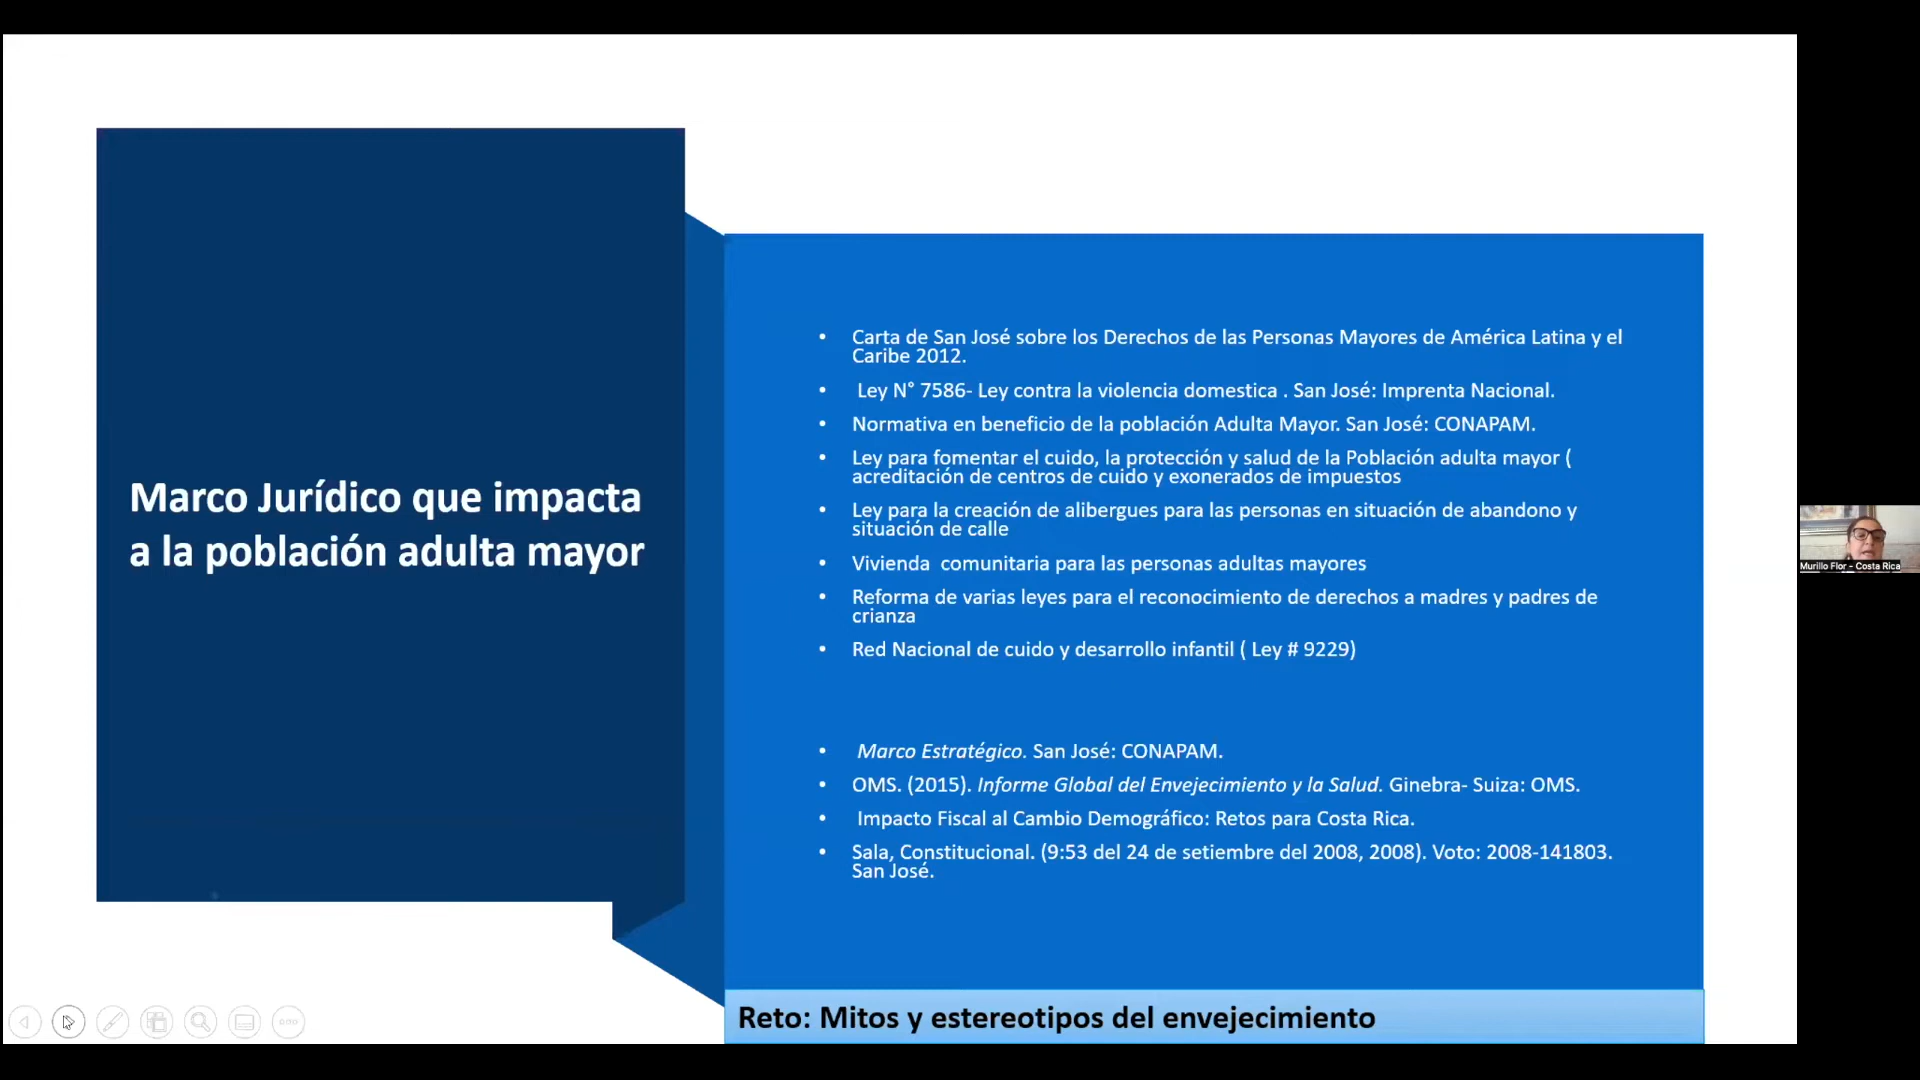 Marco Jurídico que impacta
a la población adulta mayor
• Carta de San José sobre los Derechos de las Personas Mayores de América Latina y el
Caribe 2012.
• Ley N° 7586- Ley contra la violencia domestica . San José: Imprenta Nacional.
• Normativa en beneficio de la población Adulta Mayor. San José: CONAPAM.
• Ley para fomentar el cuido, la protección y salud de la Población adulta mayor (
acreditación de centros de cuido y exonerados de impuestos
• Ley para la creación de alibergues para las personas en situación de abandono y
situación de calle
• Vivienda comunitaria para las personas adultas mayores
• Reforma de varias leyes para el reconocimiento de derechos a madres y padres de
crianza
• Red Nacional de cuido y desarrollo infantil ( Ley # 9229)
• Marco Estratégico. San José: CONAPAM.
• OMS. (2015). Informe Global del Envejecimiento y la Salud. Ginebra- Suiza: OMS.
• Impacto Fiscal al Cambio Demográfico: Retos para Costa Rica.
• Sala, Constitucional. (9:53 del 24 de setiembre del 2008, 2008). Voto: 2008-141803.
San José.
Reto: Mitos y estereotipos del envejecimiento
Murillo Flor - Costa Rica